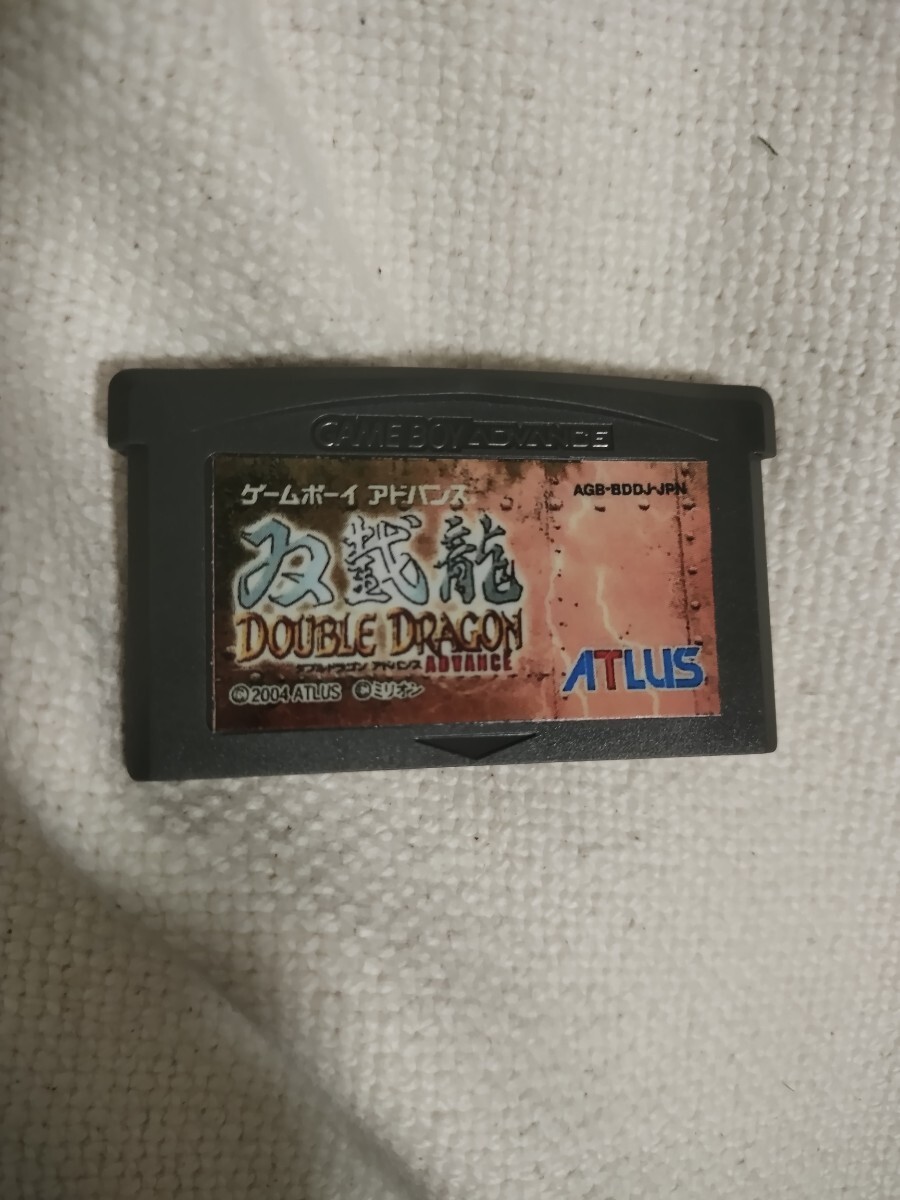 GAME BOY ADVANCE
ゲームボーイ アドバンス
AGB-BDDJ-JPN
双截龍
DOUBLE DRAGON
ダブルドラゴン アドバンス ADVANCE
ATLUS
©2004 ATLUS ©ミリオン